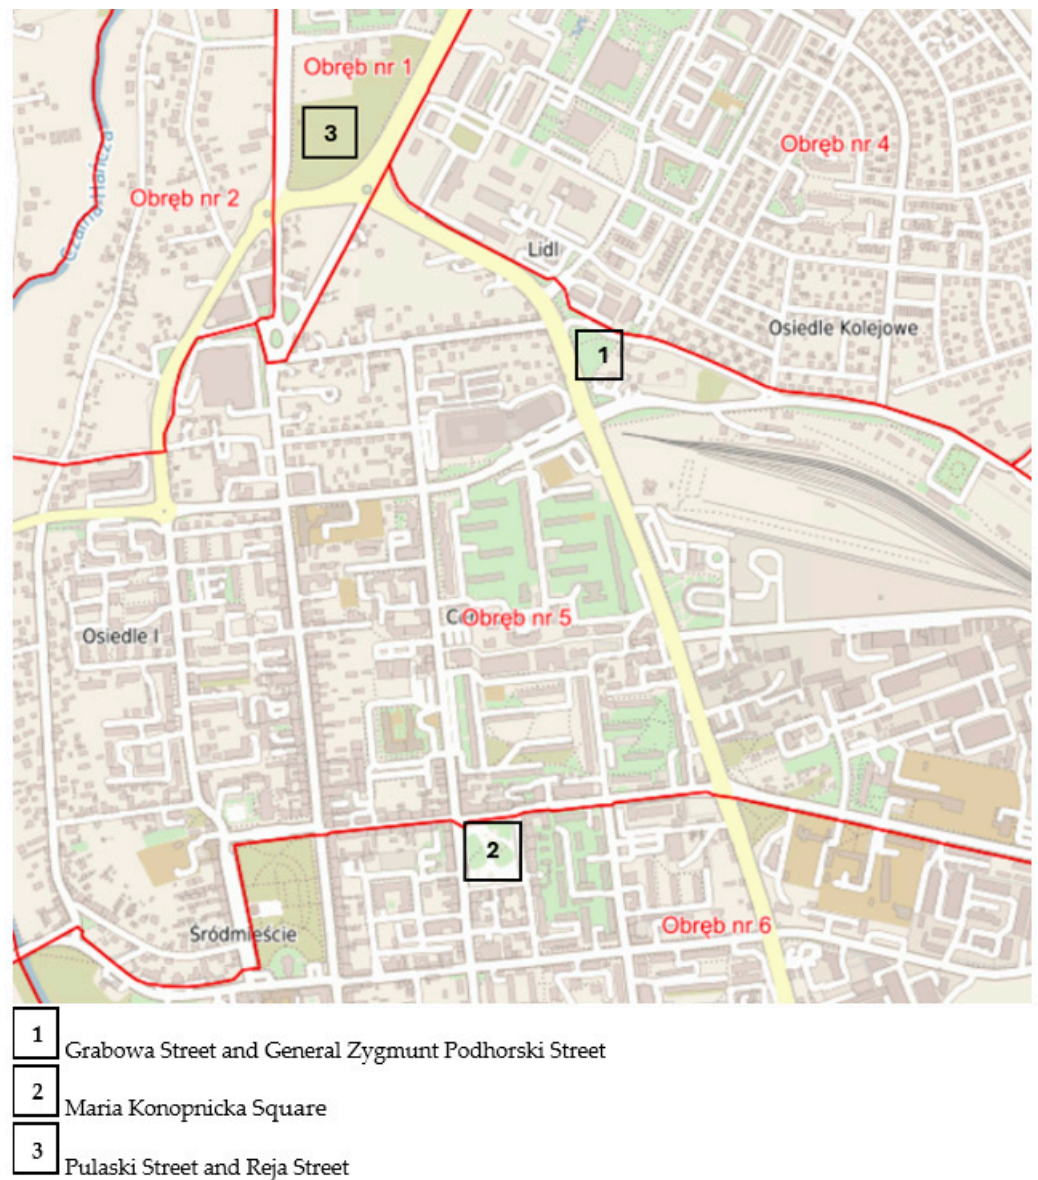 Obręb nr 1
3
Obręb nr 4
Obręb nr 2
Czarna Hańcza
Lidl
Osiedle Kolejowe
1
Obręb nr 5
Osiedle I
2
Obręb nr 6
Śródmieście
1 Grabowa Street and General Zygmunt Podhorski Street
2 Maria Konopnicka Square
3 Pulaski Street and Reja Street